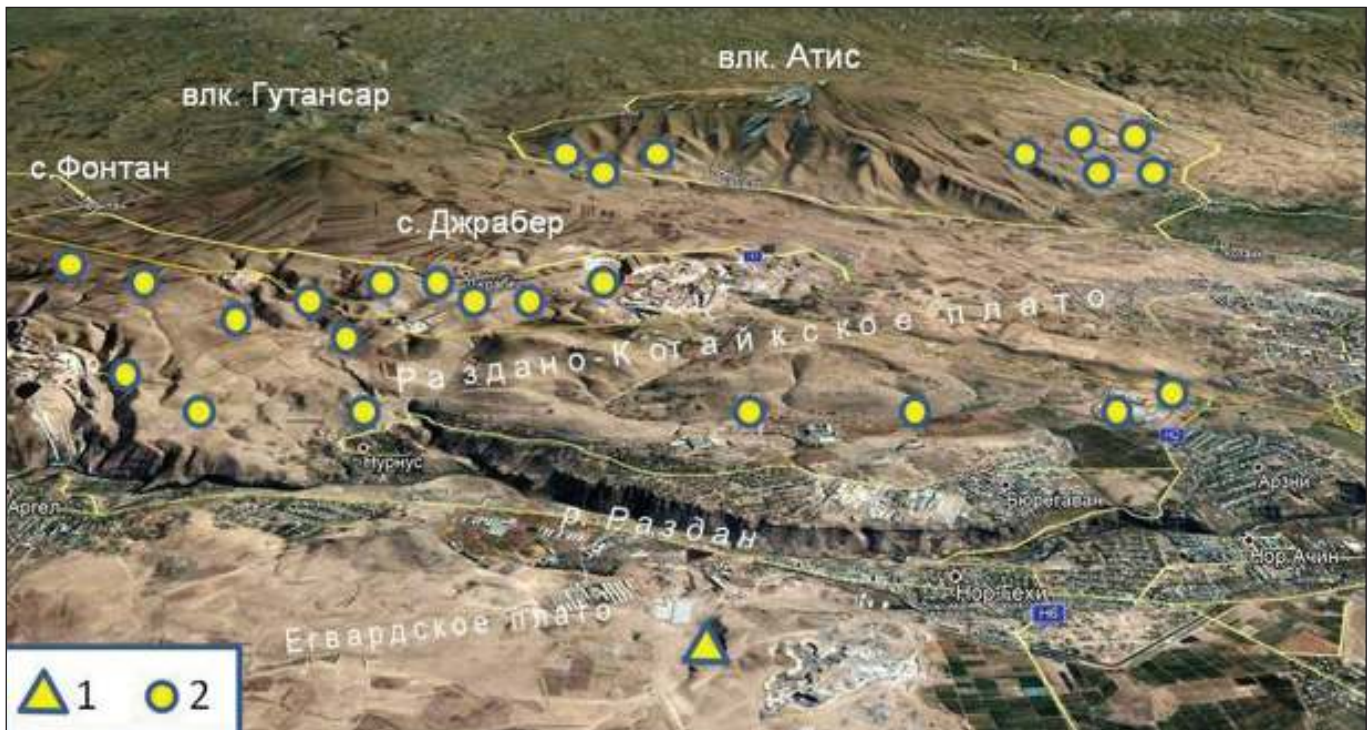 влк. Атис
влк. Гутансар
с.Фонтан
с. Джрабер
Раздано-Котайкское плато
Нурнус
Бюрегаван
Арзни
Аргел
р. Раздан
Нор Ачин
Нор Гехи
H6
Егвардское плато
1
2